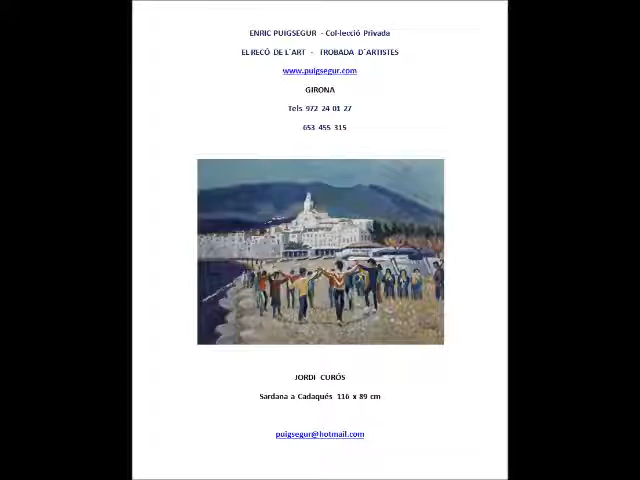 ENRIC PUIGSEGUR - Col·lecció Privada
EL RECÓ DE L´ART - TROBADA D´ARTISTES
www.puigsegur.com
GIRONA
Tels 972 24 01 27
653 455 315
JORDI CURÓS
Sardana a Cadaqués 116 x 89 cm
puigsegur@hotmail.com